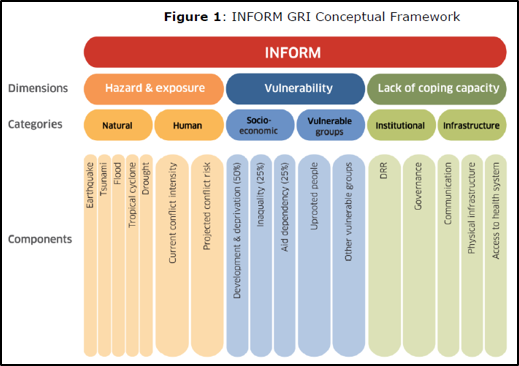 Figure 1: INFORM GRI Conceptual Framework
INFORM
Dimensions
Hazard & exposure
Vulnerability
Lack of coping capacity
Categories
Natural
Human
Socio-
economic
Vulnerable
groups
Institutional
Infrastructure
Components
Earthquake
Tsunami
Flood
Tropical cyclone
Drought
Current conflict intensity
Projected conflict risk
Development & deprivation (50%)
Inaquality (25%)
Aid dependency (25%)
Uprooted people
Other vulnerable groups
DRR
Governance
Communication
Physical infrastructure
Access to health system